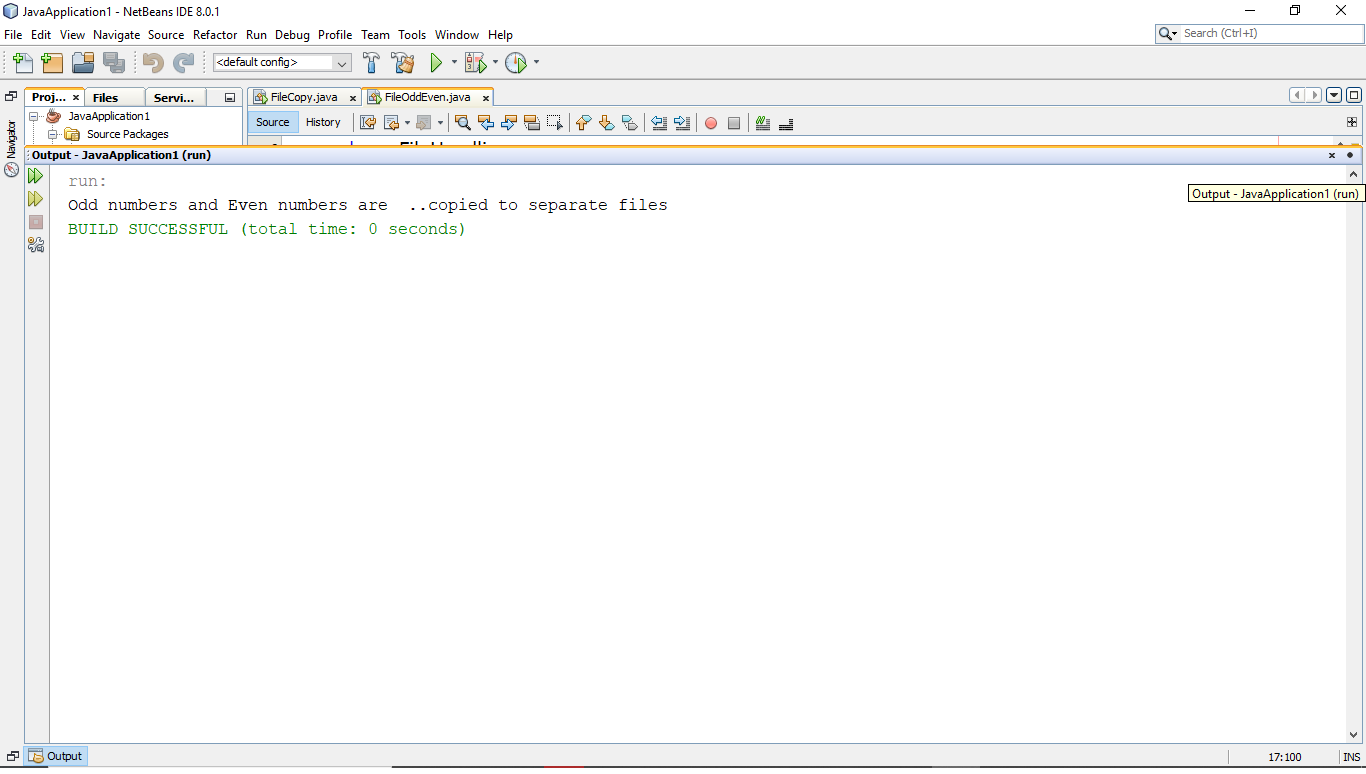 JavaApplication1 - NetBeans IDE 8.0.1
File Edit View Navigate Source Refactor Run Debug Profile Team Tools Window Help
Search (Ctrl+I)
<default config>
Proj... × Files Servi...
FileCopy.java × FileOddEven.java ×
JavaApplication1
Source History
Source Packages
Navigator
Output - JavaApplication1 (run)
run:
Output - JavaApplication1 (run)
Odd numbers and Even numbers are  ..copied to separate files
BUILD SUCCESSFUL (total time: 0 seconds)
Output
17:100 INS